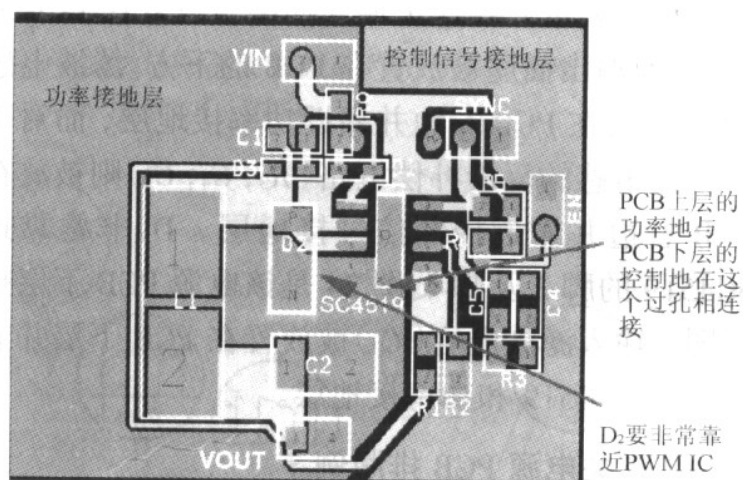 VIN
控制信号接地层
功率接地层
SYNC
C1
D3
EN
PCB上层的
功率地与
PCB下层的
控制地在这
个过孔相连
接
D2
L1
1
SC4519
C5
C4
C2
2
2
R3
R1
R2
D₂要非常靠
近PWM IC
VOUT